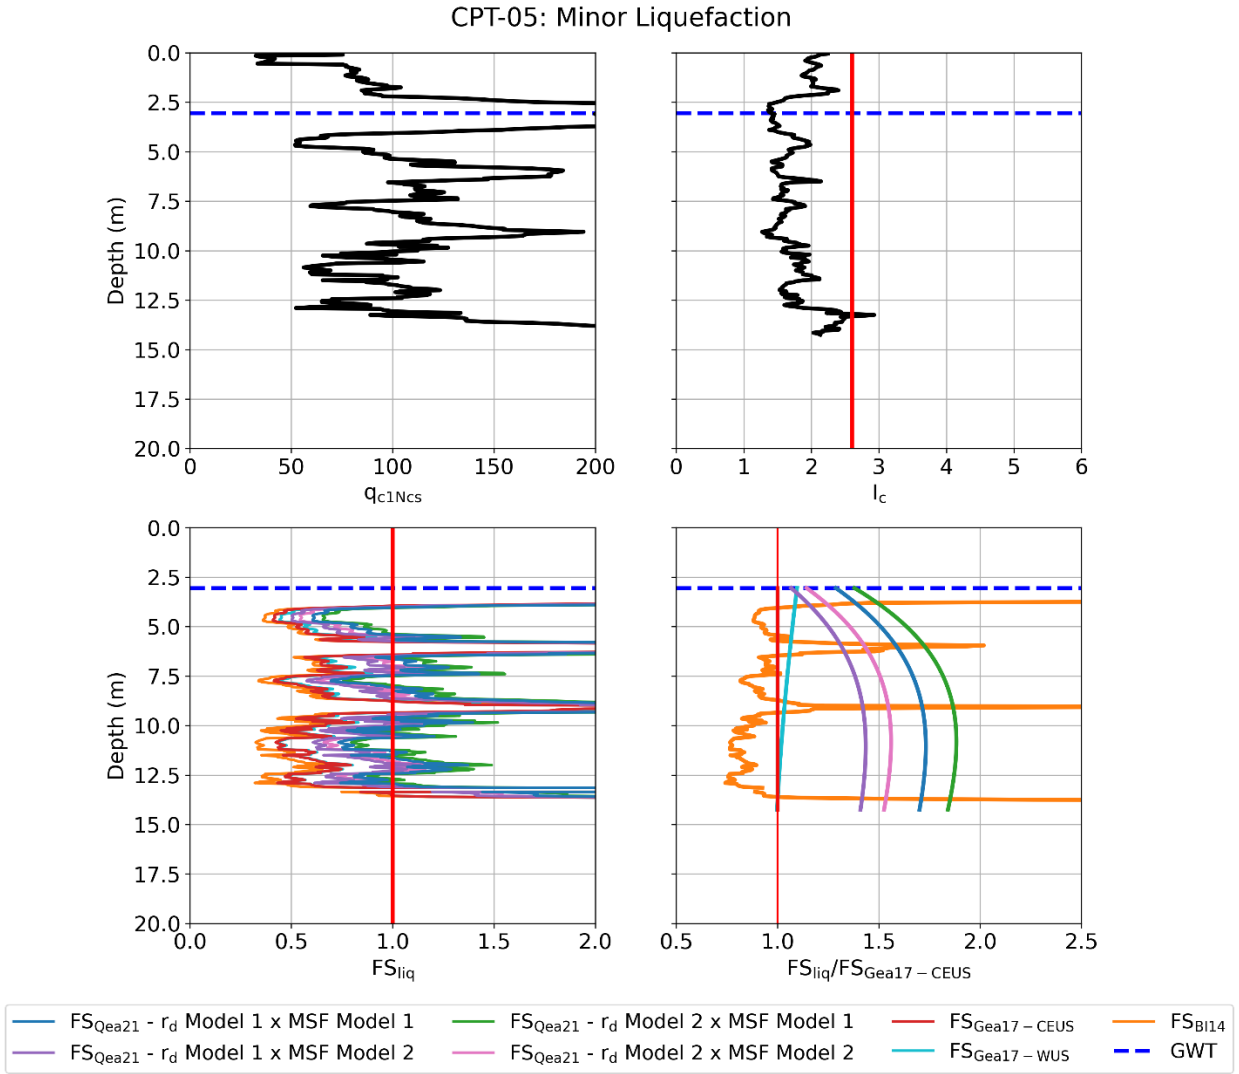 CPT-05: Minor Liquefaction
0.0
2.5
5.0
7.5
10.0
12.5
15.0
17.5
20.0
Depth (m)
0 50 100 150 200
qc1Ncs
0 1 2 3 4 5 6
Ic
0.0
2.5
5.0
7.5
10.0
12.5
15.0
17.5
20.0
Depth (m)
0.0 0.5 1.0 1.5 2.0
FSliq
0.5 1.0 1.5 2.0 2.5
FSliq/FSGea17−CEUS
FSQea21 - rd Model 1 x MSF Model 1
FSQea21 - rd Model 2 x MSF Model 1
FSGea17−CEUS
FSBI14
FSQea21 - rd Model 1 x MSF Model 2
FSQea21 - rd Model 2 x MSF Model 2
FSGea17−WUS
GWT